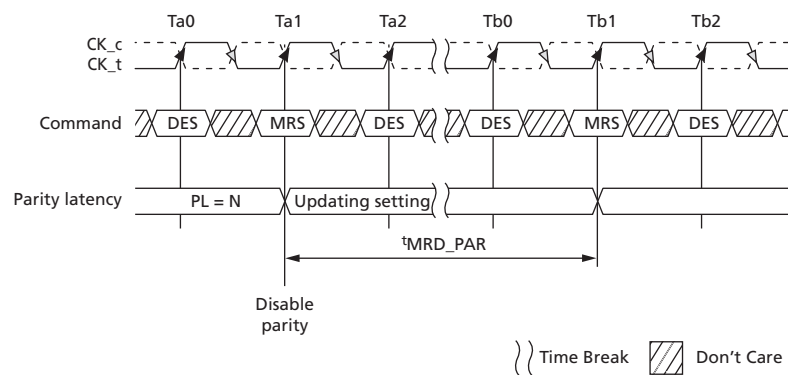 Ta0 Ta1 Ta2 Tb0 Tb1 Tb2
CK_c
CK_t
Command DES MRS DES DES MRS DES
Parity latency PL = N Updating setting
tMRD_PAR
Disable
parity
Time Break Don't Care